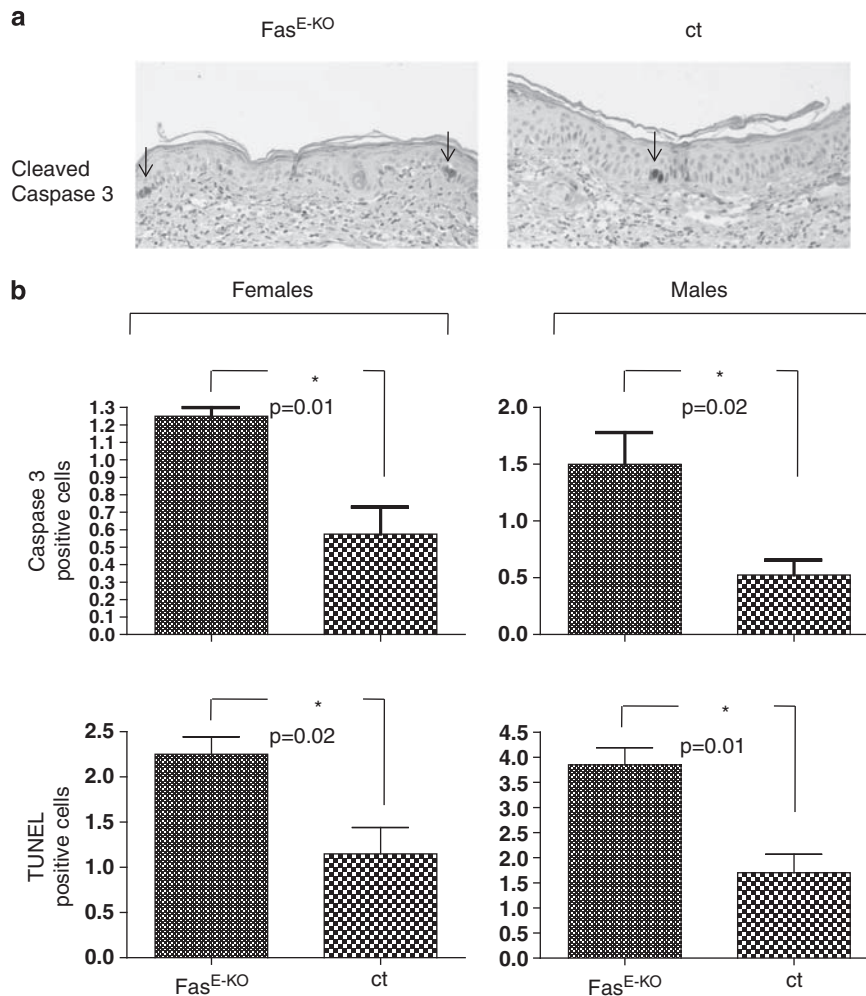 a
Fas^E-KO ct
Cleaved
Caspase 3
b
Females Males
*
p=0.01
Caspase 3
positive cells
1.3
1.2
1.1
1.0
0.9
0.8
0.7
0.6
0.5
0.4
0.3
0.2
0.1
0.0
*
p=0.02
2.0
1.5
1.0
0.5
0.0
*
p=0.02
TUNEL
positive cells
2.5
2.0
1.5
1.0
0.5
0.0
Fas^E-KO ct
*
p=0.01
4.5
4.0
3.5
3.0
2.5
2.0
1.5
1.0
0.5
0.0
Fas^E-KO ct